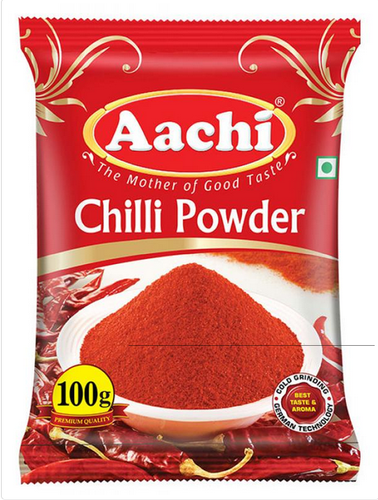 Aachi®
The Mother of Good Taste
Chilli Powder
100g
PREMIUM QUALITY
COLD GRINDING
BEST
TASTE &
AROMA
GERMAN TECHNOLOGY